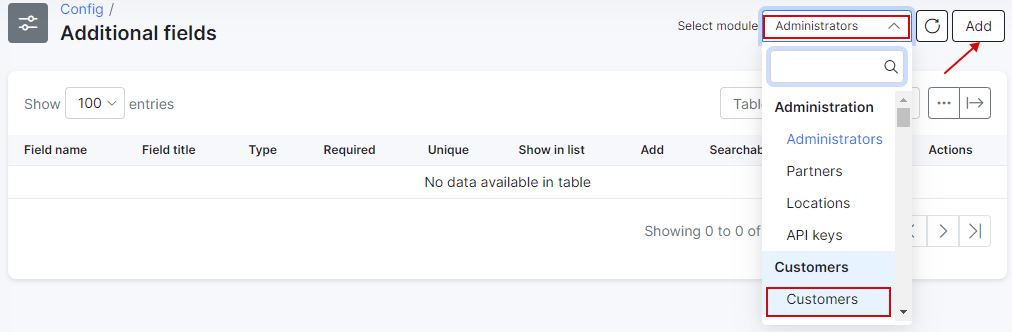 Config /
Additional fields
Select module
Administrators
Add
Show 100 entries
Table
Administration
Administrators
Partners
Locations
API keys
Customers
Customers
Field name Field title Type Required Unique Show in list Add Searchab Actions
No data available in table
Showing 0 to 0 of